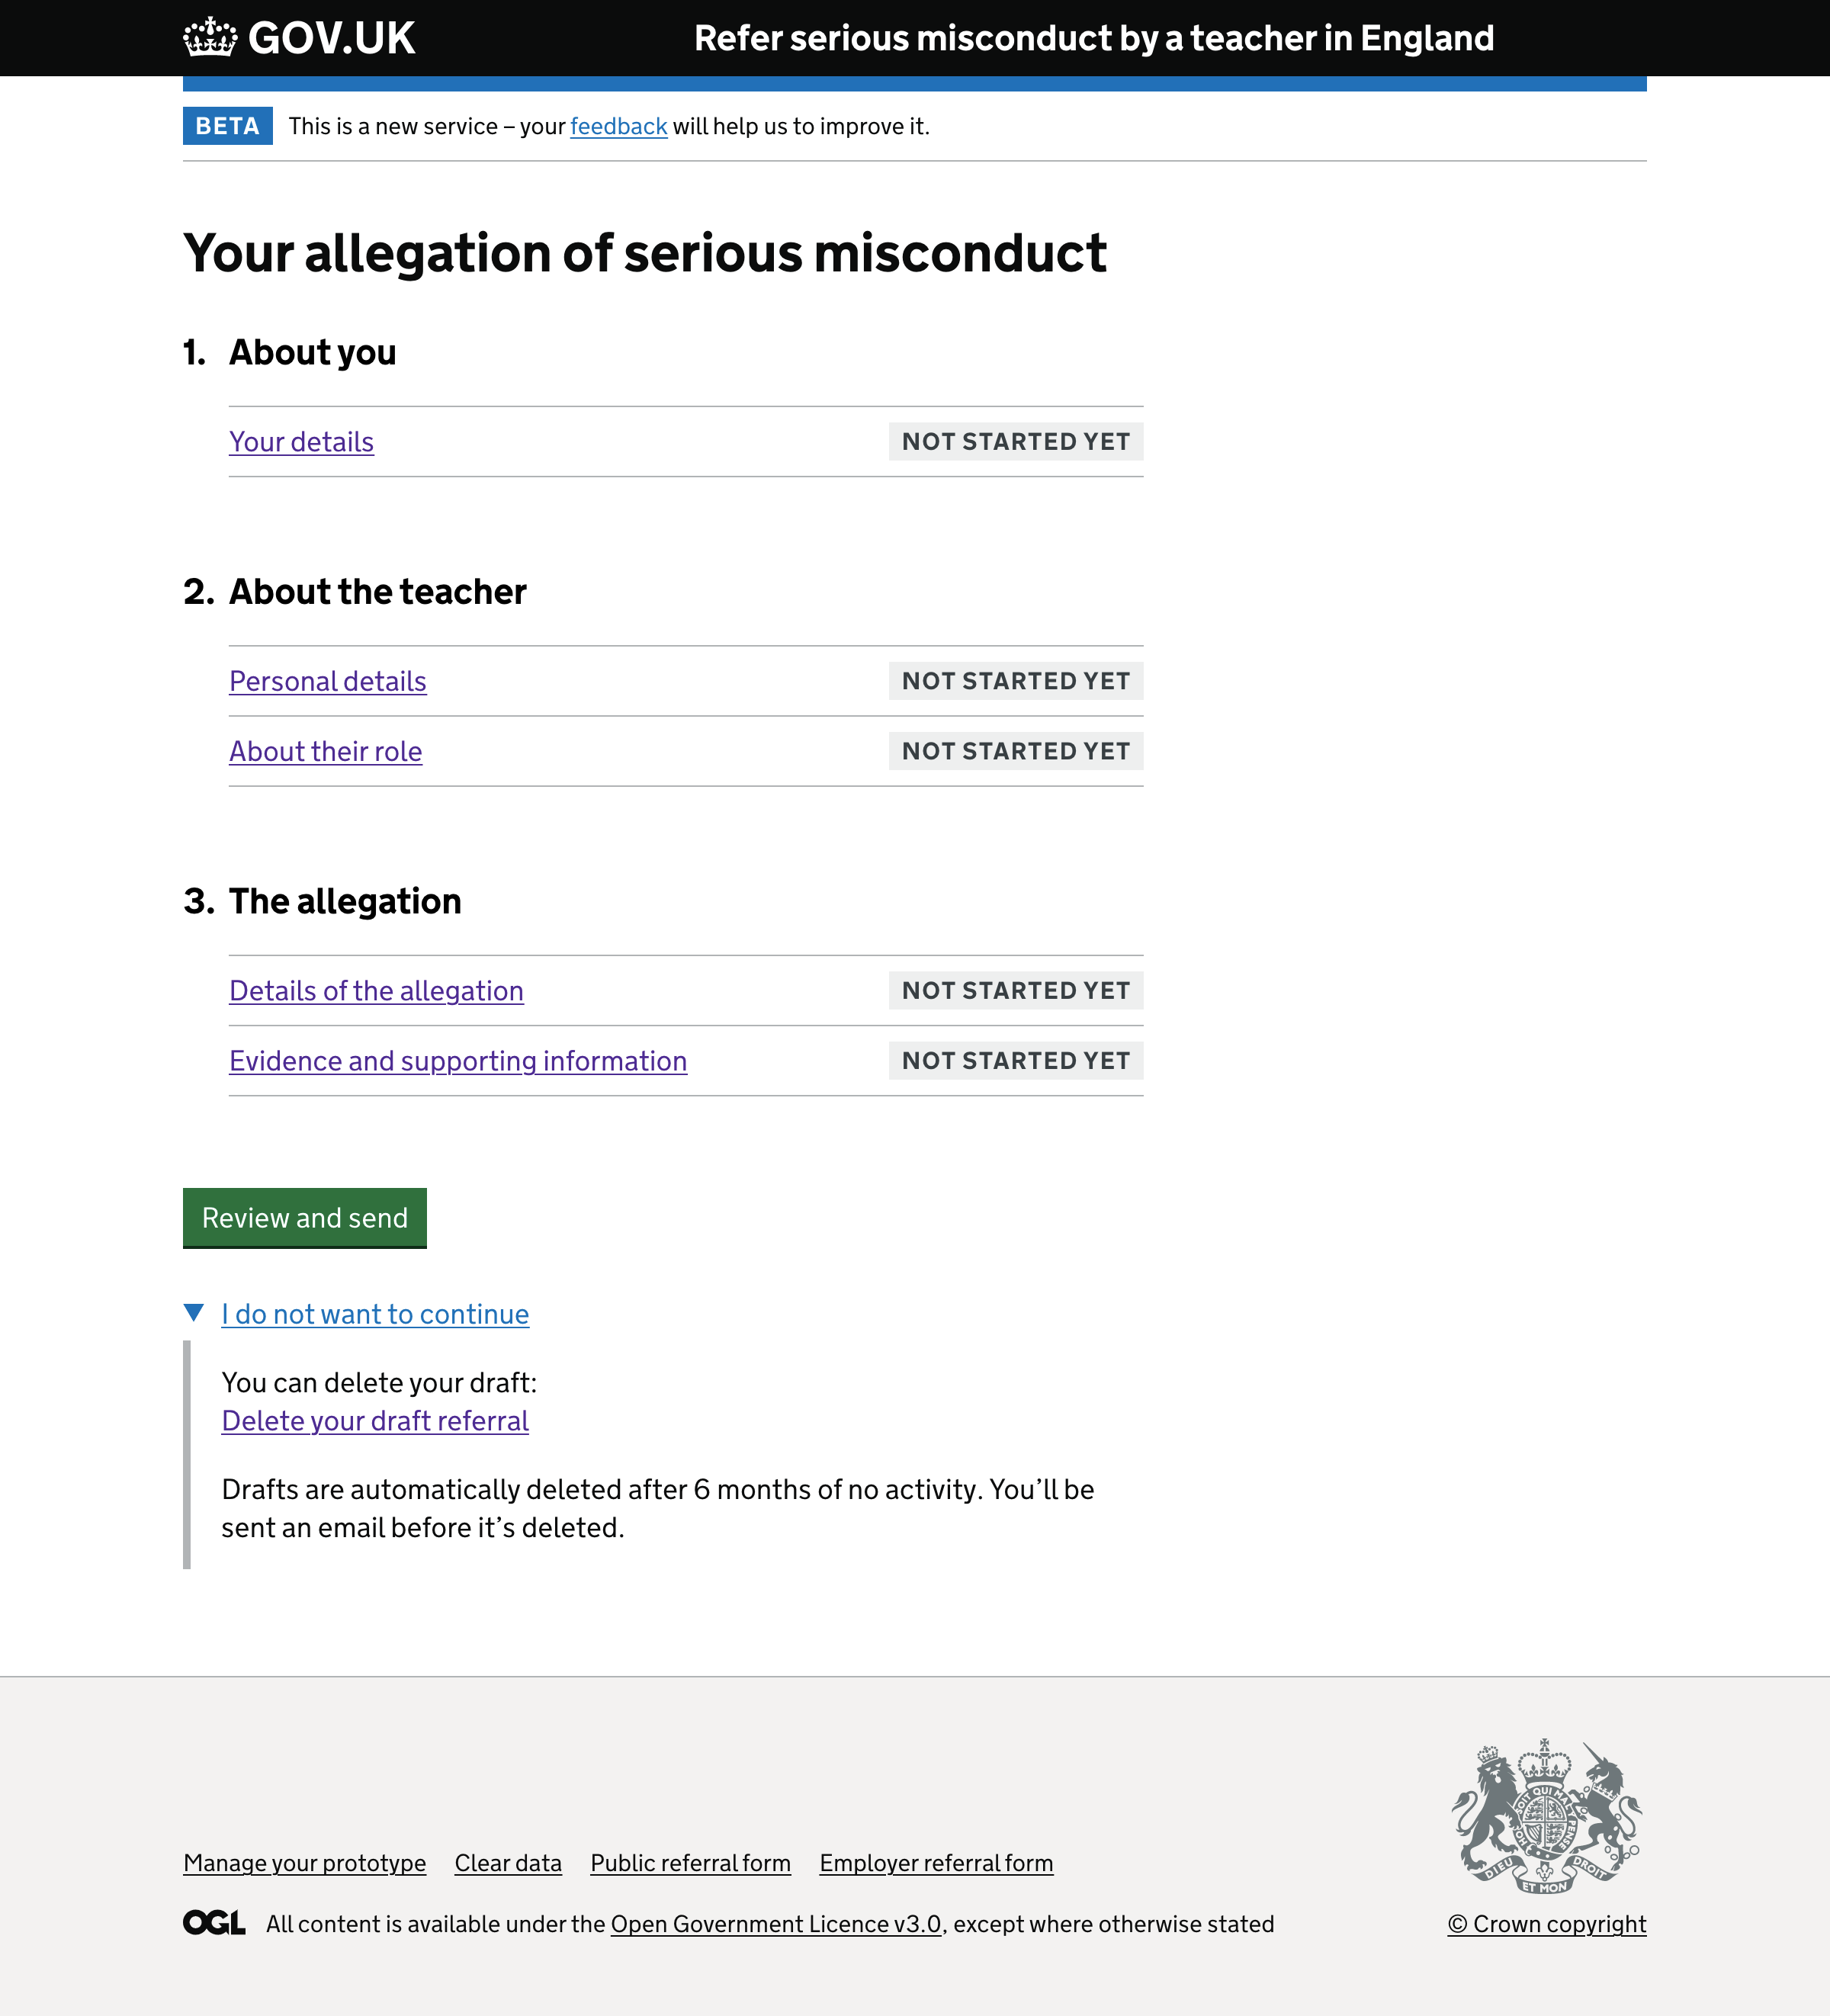 GOV.UK
Refer serious misconduct by a teacher in England
BETA This is a new service – your feedback will help us to improve it.
Your allegation of serious misconduct
1. About you
Your details NOT STARTED YET
2. About the teacher
Personal details NOT STARTED YET
About their role NOT STARTED YET
3. The allegation
Details of the allegation NOT STARTED YET
Evidence and supporting information NOT STARTED YET
Review and send
▼ I do not want to continue
You can delete your draft:
Delete your draft referral
Drafts are automatically deleted after 6 months of no activity. You’ll be
sent an email before it’s deleted.
Manage your prototype Clear data Public referral form Employer referral form
OGL All content is available under the Open Government Licence v3.0, except where otherwise stated
DIEU ET MON DROIT
© Crown copyright